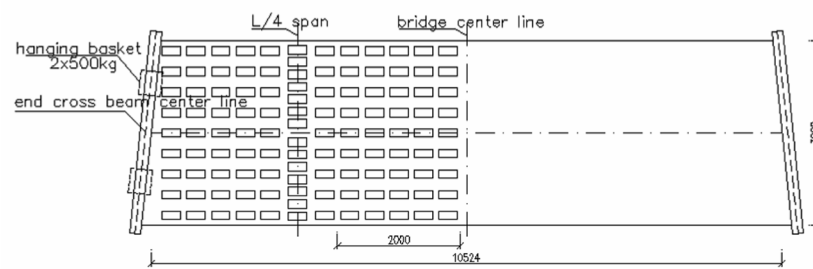 L/4 span
bridge center line
hanging basket
2x500kg
end cross beam center line
2000
10524